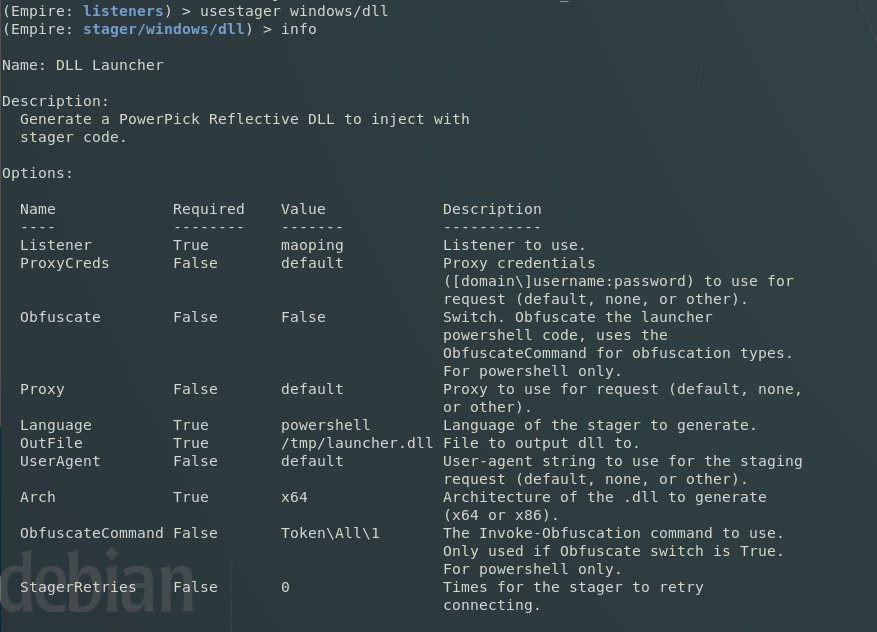 (Empire: listeners) > usestager windows/dll
(Empire: stager/windows/dll) > info
Name: DLL Launcher
Description:
Generate a PowerPick Reflective DLL to inject with
stager code.
Options:
Name Required Value Description
---- -------- ------- -----------
Listener True maoping Listener to use.
ProxyCreds False default Proxy credentials
([domain\]username:password) to use for
request (default, none, or other).
Obfuscate False False Switch. Obfuscate the launcher
powershell code, uses the
ObfuscateCommand for obfuscation types.
For powershell only.
Proxy False default Proxy to use for request (default, none,
or other).
Language True powershell Language of the stager to generate.
OutFile True /tmp/launcher.dll File to output dll to.
UserAgent False default User-agent string to use for the staging
request (default, none, or other).
Arch True x64 Architecture of the .dll to generate
(x64 or x86).
ObfuscateCommand False Token\All\1 The Invoke-Obfuscation command to use.
Only used if Obfuscate switch is True.
For powershell only.
StagerRetries False 0 Times for the stager to retry
connecting.
debian